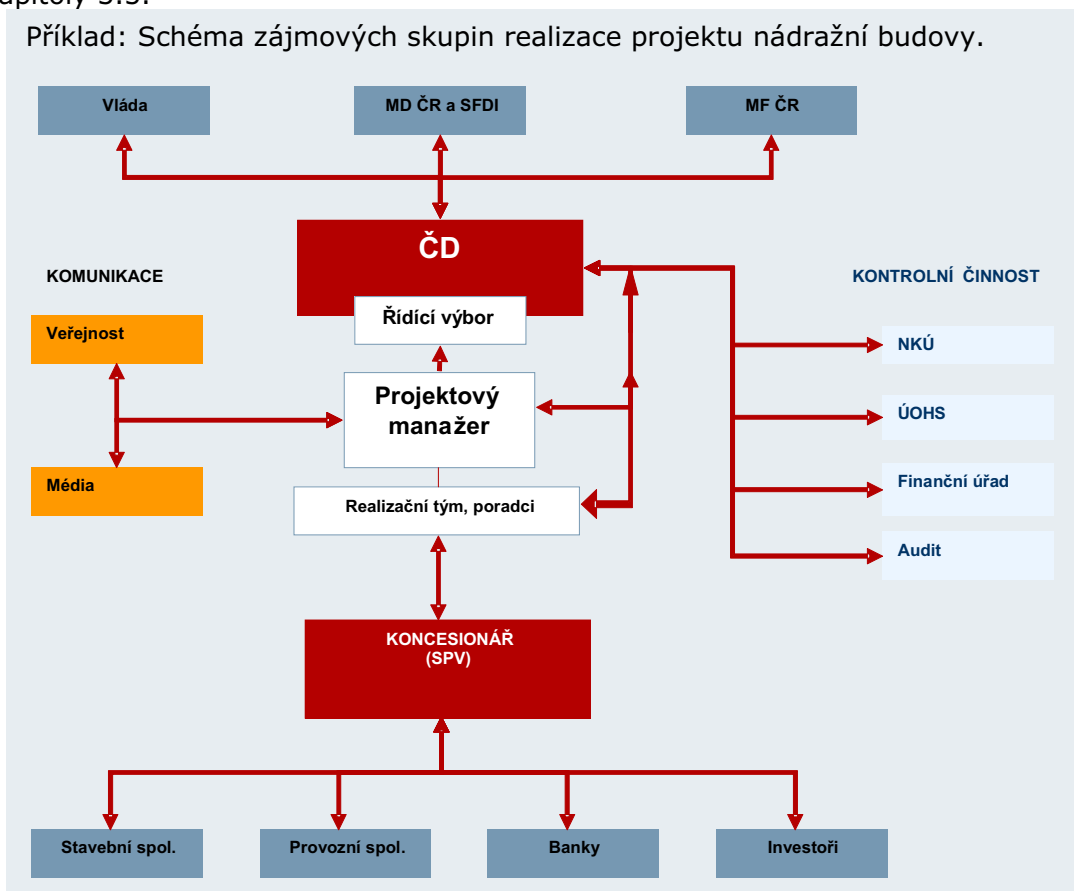 Příklad: Schéma zájmových skupin realizace projektu nádražní budovy.
Vláda
MD ČR a SFDI
MF ČR
ČD
KOMUNIKACE
KONTROLNÍ ČINNOST
Řídící výbor
Veřejnost
NKÚ
Projektový
manažer
ÚOHS
Média
Finanční úřad
Realizační tým, poradci
Audit
KONCESIONÁŘ
(SPV)
Stavební spol.
Provozní spol.
Banky
Investoři